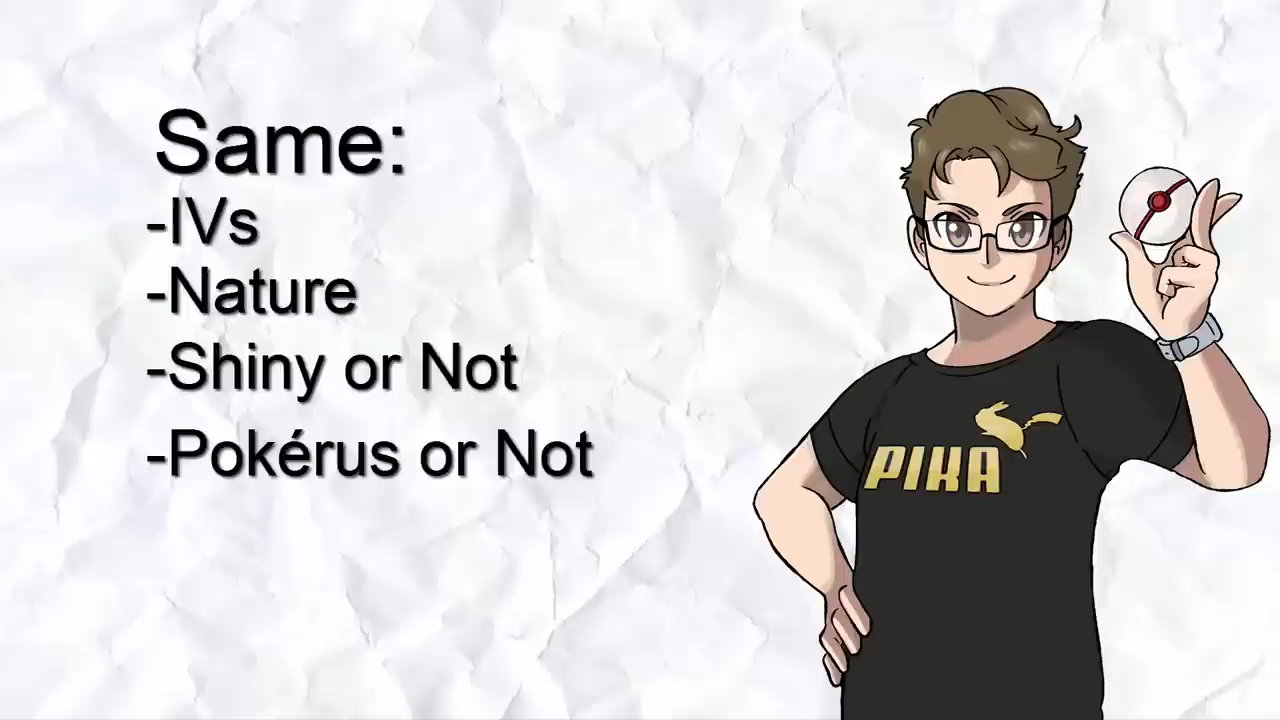 Same:
-IVs
-Nature
-Shiny or Not
-Pokérus or Not
PIKA